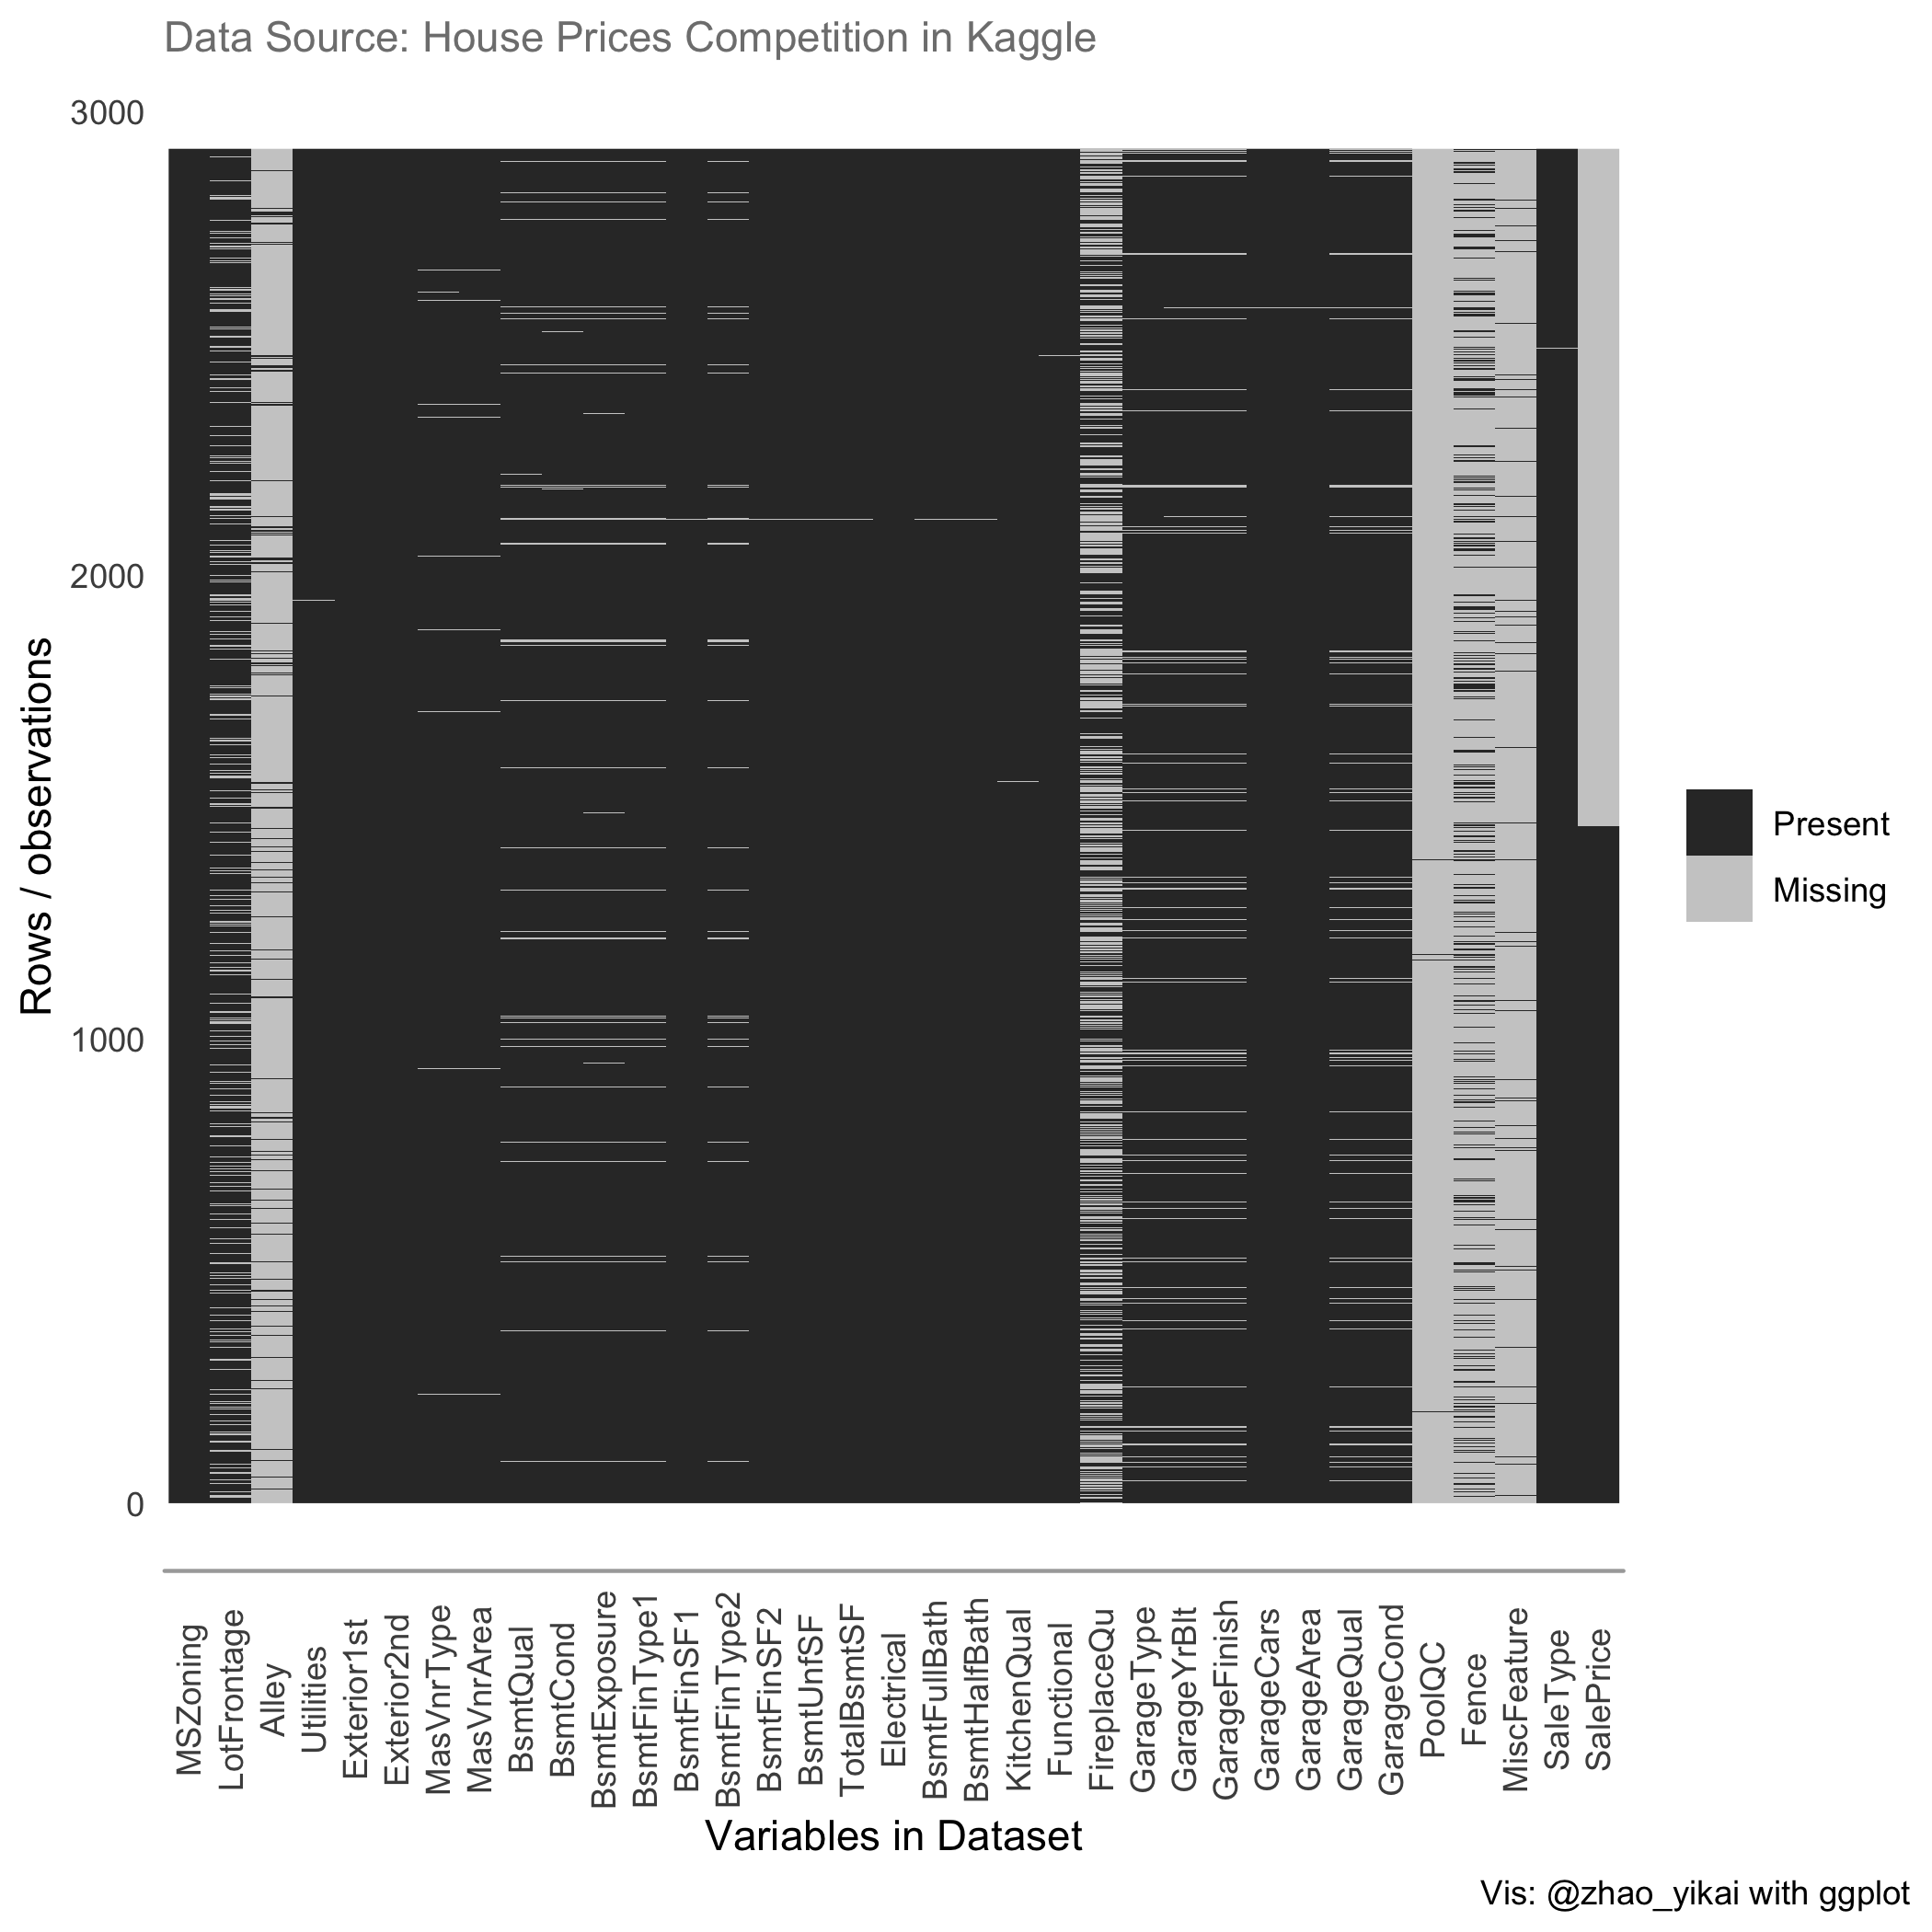 Data Source: House Prices Competition in Kaggle
3000
2000
1000
0
Rows / observations
Present
Missing
MSZoning
LotFrontage
Alley
Utilities
Exterior1st
Exterior2nd
MasVnrType
MasVnrArea
BsmtQual
BsmtCond
BsmtExposure
BsmtFinType1
BsmtFinSF1
BsmtFinType2
BsmtFinSF2
BsmtUnfSF
TotalBsmtSF
Electrical
BsmtFullBath
BsmtHalfBath
KitchenQual
Functional
FireplaceQu
GarageType
GarageYrBlt
GarageFinish
GarageCars
GarageArea
GarageQual
GarageCond
PoolQC
Fence
MiscFeature
SaleType
SalePrice
Variables in Dataset
Vis: @zhao_yikai with ggplot